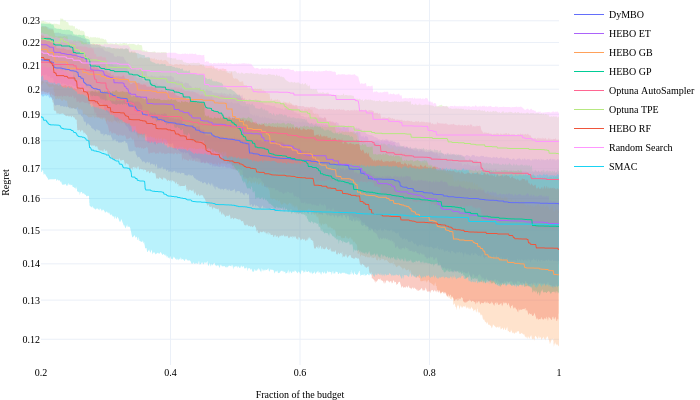 0.23
0.22
0.21
0.2
0.19
0.18
0.17
0.16
0.15
0.14
0.13
0.12
Regret
0.2
0.4
0.6
0.8
1
Fraction of the budget
DyMBO
HEBO ET
HEBO GB
HEBO GP
Optuna AutoSampler
Optuna TPE
HEBO RF
Random Search
SMAC